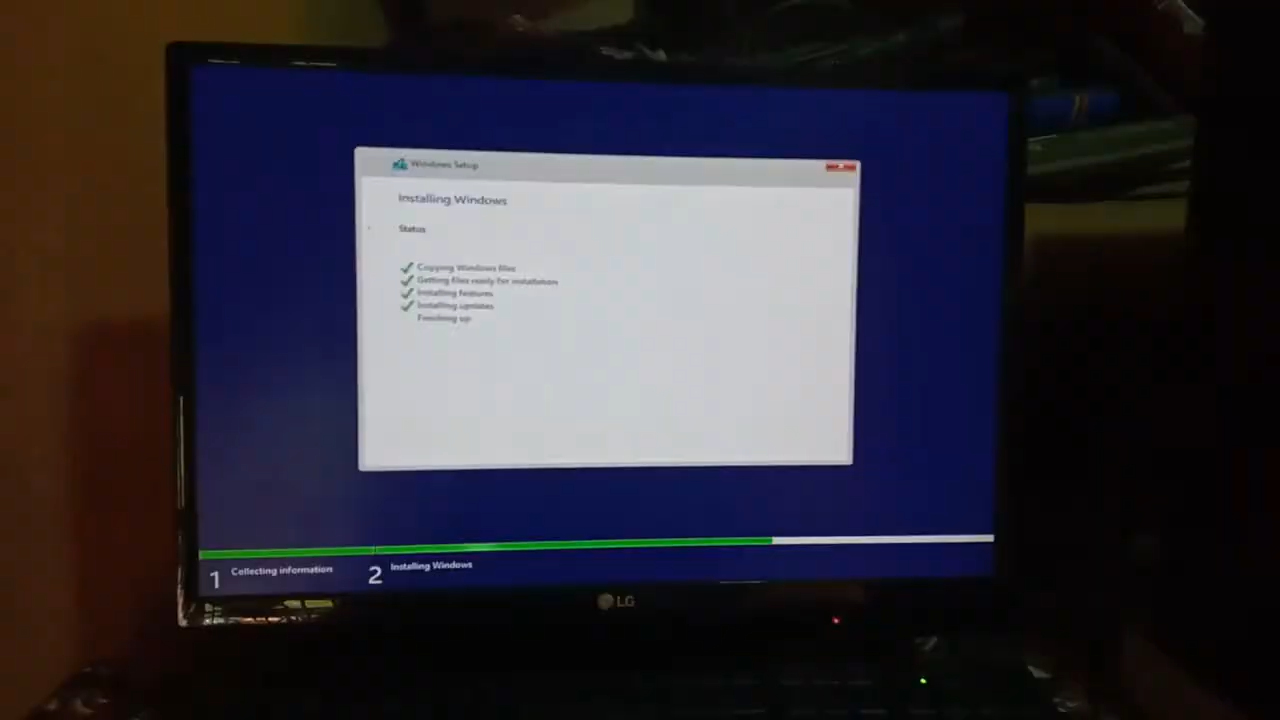 Windows Setup
Installing Windows
Status
Copying Windows files
Getting files ready for installation
Installing features
Installing updates
Finishing up
1 Collecting information
2 Installing Windows
LG